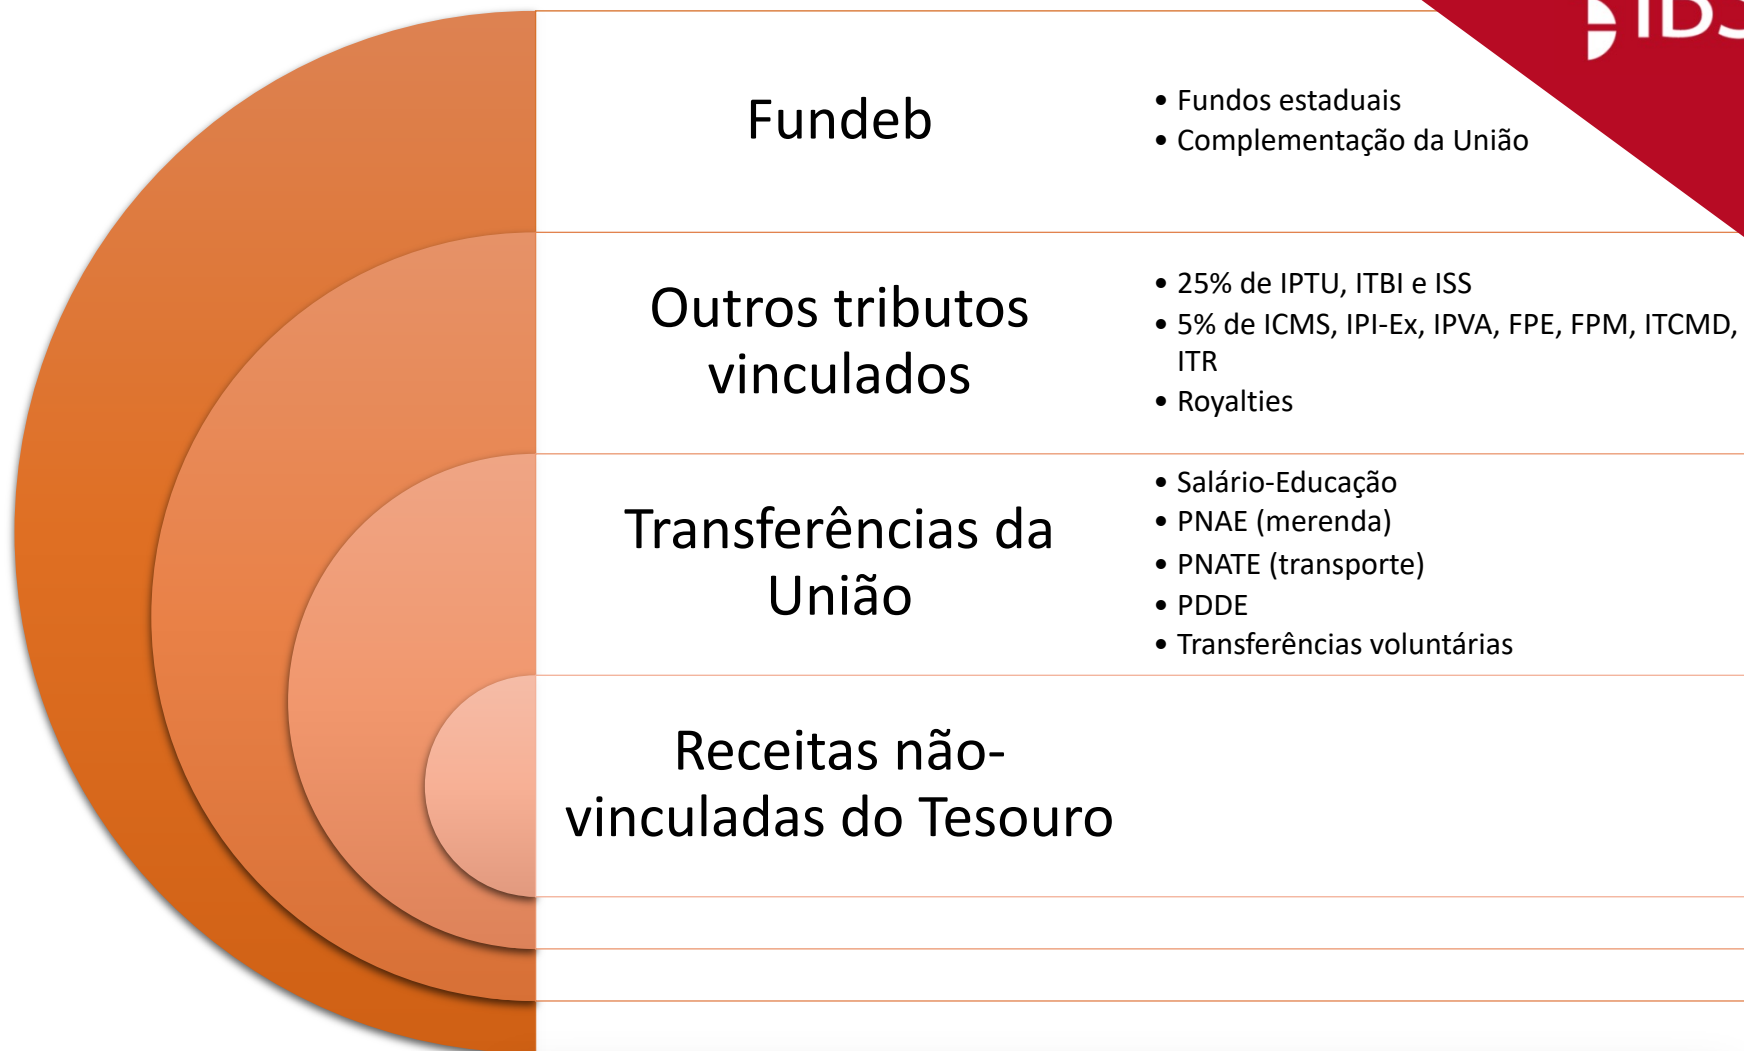 Fundeb
• Fundos estaduais
• Complementação da União
Outros tributos
vinculados
• 25% de IPTU, ITBI e ISS
• 5% de ICMS, IPI-Ex, IPVA, FPE, FPM, ITCMD,
ITR
• Royalties
Transferências da
União
• Salário-Educação
• PNAE (merenda)
• PNATE (transporte)
• PDDE
• Transferências voluntárias
Receitas não-
vinculadas do Tesouro